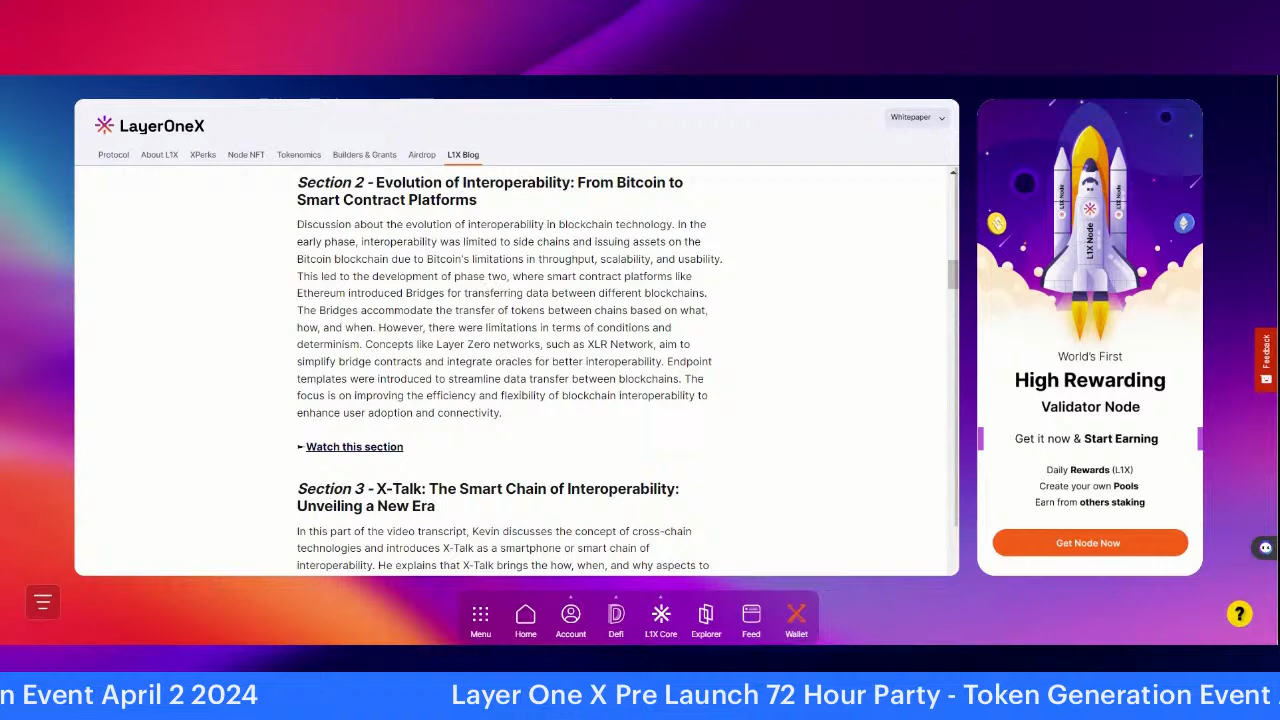 LayerOneX
Whitepaper
Protocol About L1X XPerks Node NFT Tokenomics Builders & Grants Airdrop L1X Blog
Section 2 - Evolution of Interoperability: From Bitcoin to
Smart Contract Platforms
Discussion about the evolution of interoperability in blockchain technology. In the
early phase, interoperability was limited to side chains and issuing assets on the
Bitcoin blockchain due to Bitcoin's limitations in throughput, scalability, and usability.
This led to the development of phase two, where smart contract platforms like
Ethereum introduced Bridges for transferring data between different blockchains.
The Bridges accommodate the transfer of tokens between chains based on what,
how, and when. However, there were limitations in terms of conditions and
determinism. Concepts like Layer Zero networks, such as XLR Network, aim to
simplify bridge contracts and integrate oracles for better interoperability. Endpoint
templates were introduced to streamline data transfer between blockchains. The
focus is on improving the efficiency and flexibility of blockchain interoperability to
enhance user adoption and connectivity.
Watch this section
Section 3 - X-Talk: The Smart Chain of Interoperability:
Unveiling a New Era
In this part of the video transcript, Kevin discusses the concept of cross-chain
technologies and introduces X-Talk as a smartphone or smart chain of
interoperability. He explains that X-Talk brings the how, when, and why aspects to
L1X Node
L1X Node
L1X Node
World's First
High Rewarding
Validator Node
Get it now & Start Earning
Daily Rewards (L1X)
Create your own Pools
Earn from others staking
Get Node Now
Feedback
?
Menu Home Account Defi L1X Core Explorer Feed Wallet
n Event April 2 2024 Layer One X Pre Launch 72 Hour Party - Token Generation Event